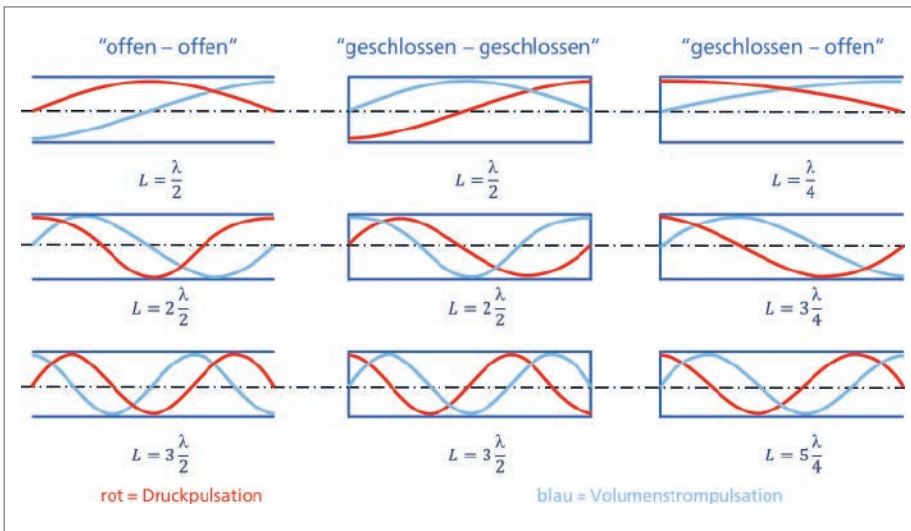 "offen – offen“ "geschlossen – geschlossen“ "geschlossen – offen“
L = λ/2 L = λ/2 L = λ/4
L = 2 λ/2 L = 2 λ/2 L = 3 λ/4
L = 3 λ/2 L = 3 λ/2 L = 5 λ/4
rot = Druckpulsation blau = Volumenstrompulsation